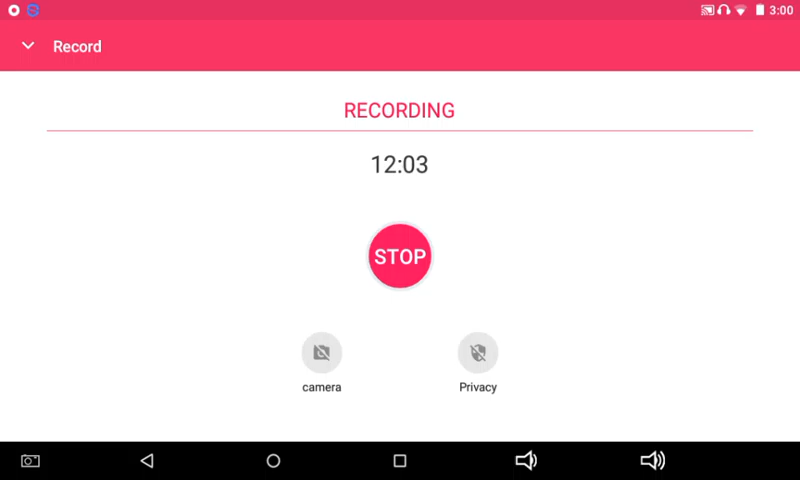 3:00
Record
RECORDING
12:03
STOP
camera
Privacy